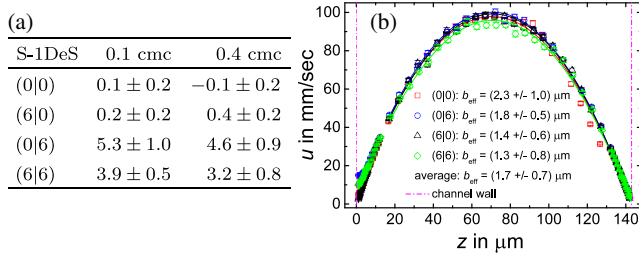 (a)
S-1DeS 0.1 cmc 0.4 cmc
(0|0) 0.1 ± 0.2 −0.1 ± 0.2
(6|0) 0.2 ± 0.2 0.4 ± 0.2
(0|6) 5.3 ± 1.0 4.6 ± 0.9
(6|6) 3.9 ± 0.5 3.2 ± 0.8
(b)
u in mm/sec
100
80
60
40
20
0
(0|0): b_eff = (2.3 +/- 1.0) µm
(0|6): b_eff = (1.8 +/- 0.5) µm
(6|0): b_eff = (1.4 +/- 0.6) µm
(6|6): b_eff = (1.3 +/- 0.8) µm
average: b_eff = (1.7 +/- 0.7) µm
channel wall
0 20 40 60 80 100 120 140
z in µm